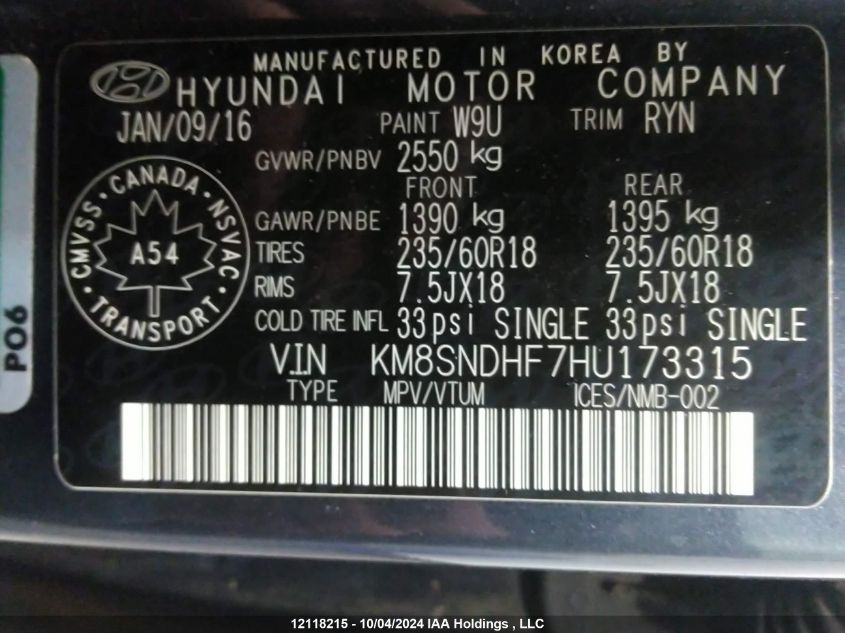 MANUFACTURED IN KOREA BY
HYUNDAI MOTOR COMPANY
JAN/09/16 PAINT W9U TRIM RYN
GVWR/PNBV 2550 kg
FRONT REAR
GAWR/PNBE 1390 kg 1395 kg
TIRES 235/60R18 235/60R18
RIMS 7.5JX18 7.5JX18
COLD TIRE INFL 33psi SINGLE 33psi SINGLE
VIN KM8SNDHF7HU173315
TYPE MPV/VTUM ICES/NMB-002
CMVSS · CANADA · NSVAC
A54
TRANSPORT
PO6
12118215 - 10/04/2024 IAA Holdings , LLC